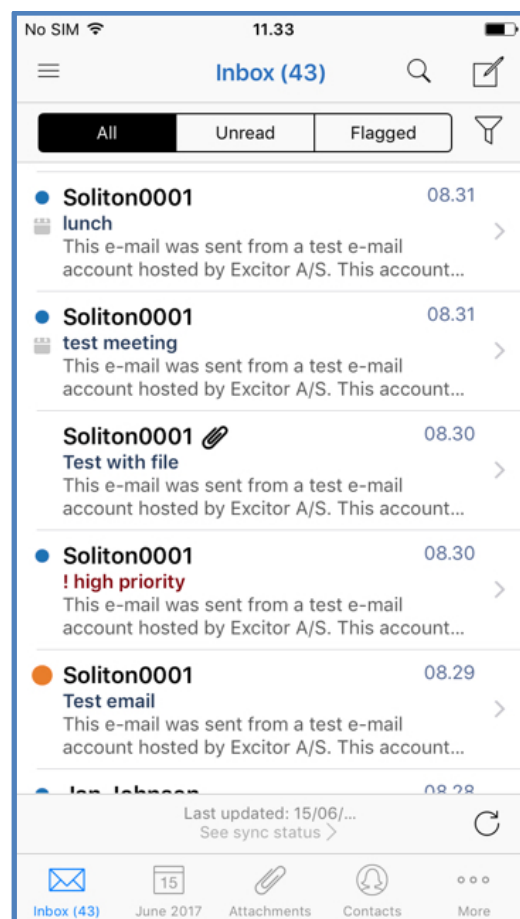 No SIM 11.33
Inbox (43)
All Unread Flagged
Soliton0001 08.31
lunch
This e-mail was sent from a test e-mail
account hosted by Excitor A/S. This account...
Soliton0001 08.31
test meeting
This e-mail was sent from a test e-mail
account hosted by Excitor A/S. This account...
Soliton0001 08.30
Test with file
This e-mail was sent from a test e-mail
account hosted by Excitor A/S. This account...
Soliton0001 08.30
! high priority
This e-mail was sent from a test e-mail
account hosted by Excitor A/S. This account...
Soliton0001 08.29
Test email
This e-mail was sent from a test e-mail
account hosted by Excitor A/S. This account...
Jan Johnson 08.28
Last updated: 15/06/...
See sync status >
15
Inbox (43) June 2017 Attachments Contacts More